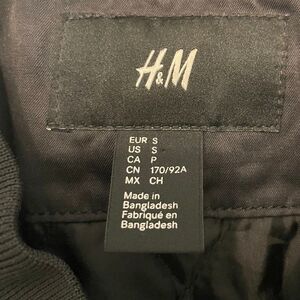 H&M
EUR S
US S
CA P
CN 170/92A
MX CH
Made in
Bangladesh
Fabriqué en
Bangladesh